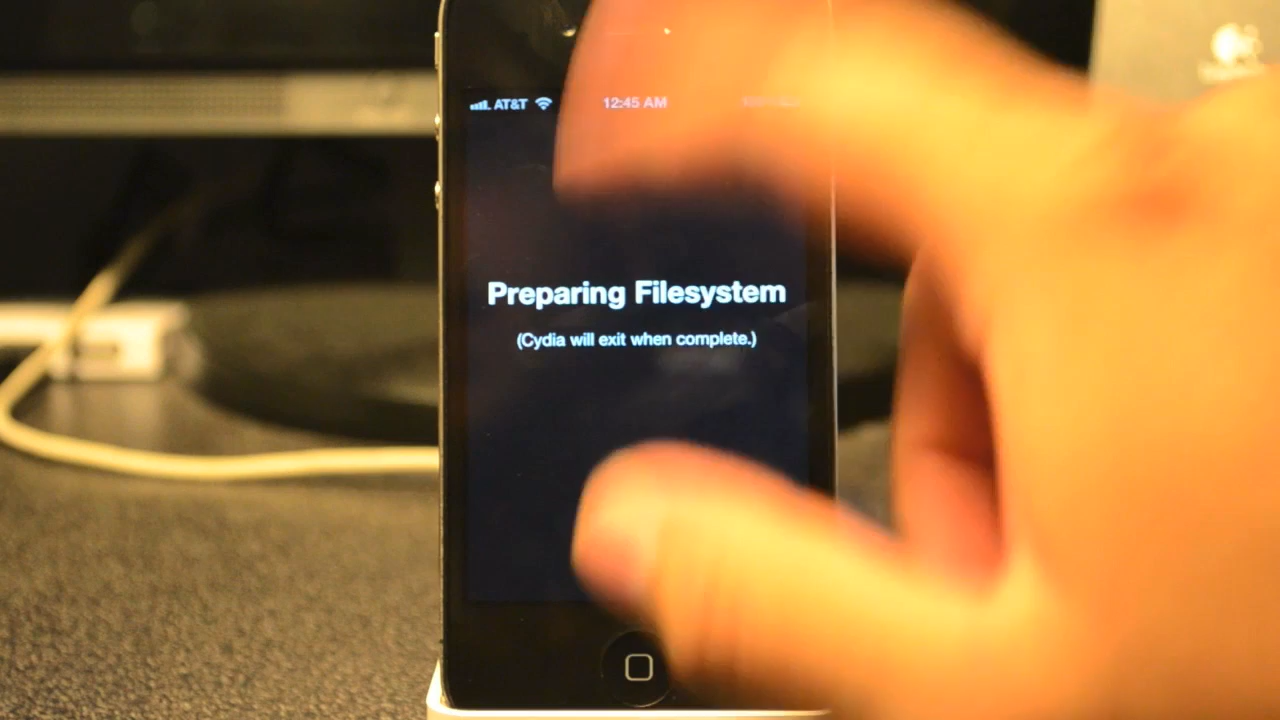 AT&T 12:45 AM
Preparing Filesystem
(Cydia will exit when complete.)